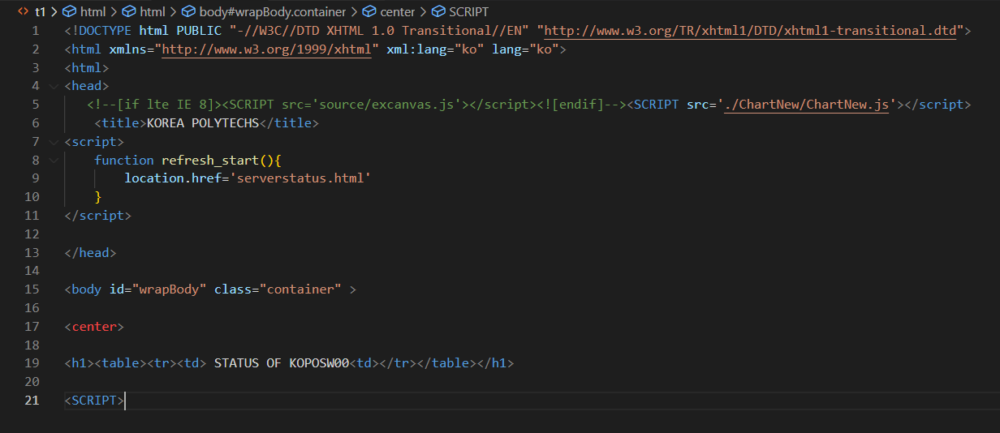 t1 > html > html > body#wrapBody.container > center > SCRIPT
1 <!DOCTYPE html PUBLIC "-//W3C//DTD XHTML 1.0 Transitional//EN" "http://www.w3.org/TR/xhtml1/DTD/xhtml1-transitional.dtd">
2 <html xmlns="http://www.w3.org/1999/xhtml" xml:lang="ko" lang="ko">
3 <html>
4 <head>
5 <!--[if lte IE 8]><SCRIPT src='source/excanvas.js'></script><![endif]--><SCRIPT src='./ChartNew/ChartNew.js'></script>
6 <title>KOREA POLYTECHS</title>
7 <script>
8 function refresh_start(){
9 location.href='serverstatus.html'
10 }
11 </script>
12
13 </head>
14
15 <body id="wrapBody" class="container" >
16
17 <center>
18
19 <h1><table><tr><td> STATUS OF KOPOSW00<td></tr></table></h1>
20
21 <SCRIPT>